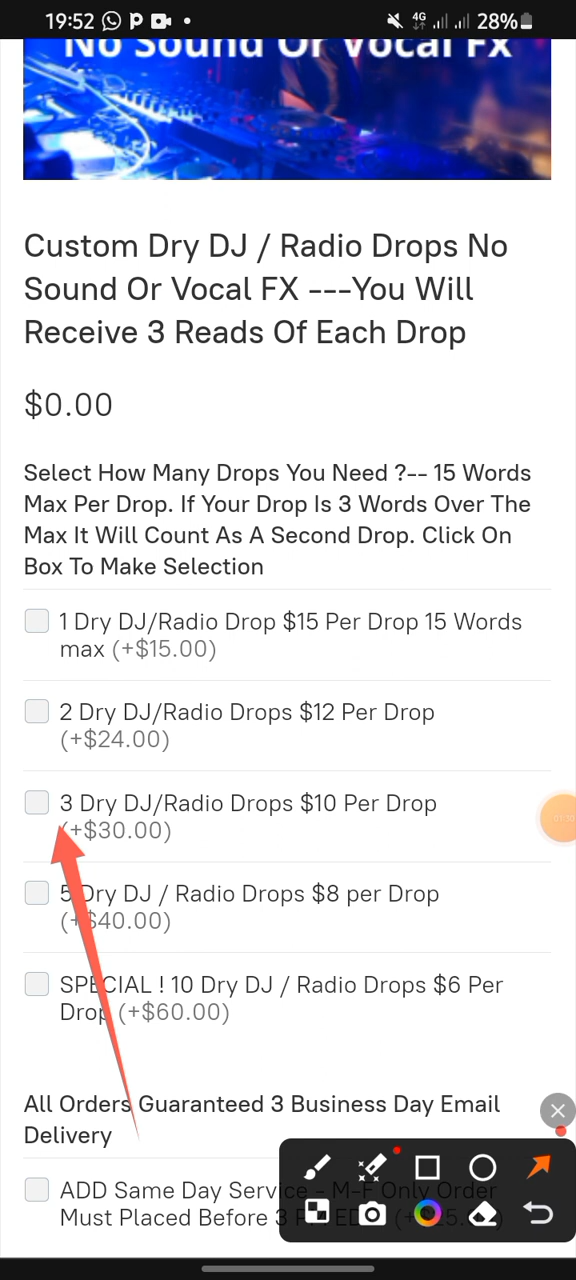 19:52 4G 28%
No Sound Or Vocal Fx
Custom Dry DJ / Radio Drops No
Sound Or Vocal FX ---You Will
Receive 3 Reads Of Each Drop
$0.00
Select How Many Drops You Need ?-- 15 Words
Max Per Drop. If Your Drop Is 3 Words Over The
Max It Will Count As A Second Drop. Click On
Box To Make Selection
1 Dry DJ/Radio Drop $15 Per Drop 15 Words
max (+$15.00)
2 Dry DJ/Radio Drops $12 Per Drop
(+$24.00)
3 Dry DJ/Radio Drops $10 Per Drop
(+$30.00)
5 Dry DJ / Radio Drops $8 per Drop
(+$40.00)
SPECIAL ! 10 Dry DJ / Radio Drops $6 Per
Drop (+$60.00)
All Orders Guaranteed 3 Business Day Email
Delivery
ADD Same Day Service - M-F Only Order
Must Placed Before 3